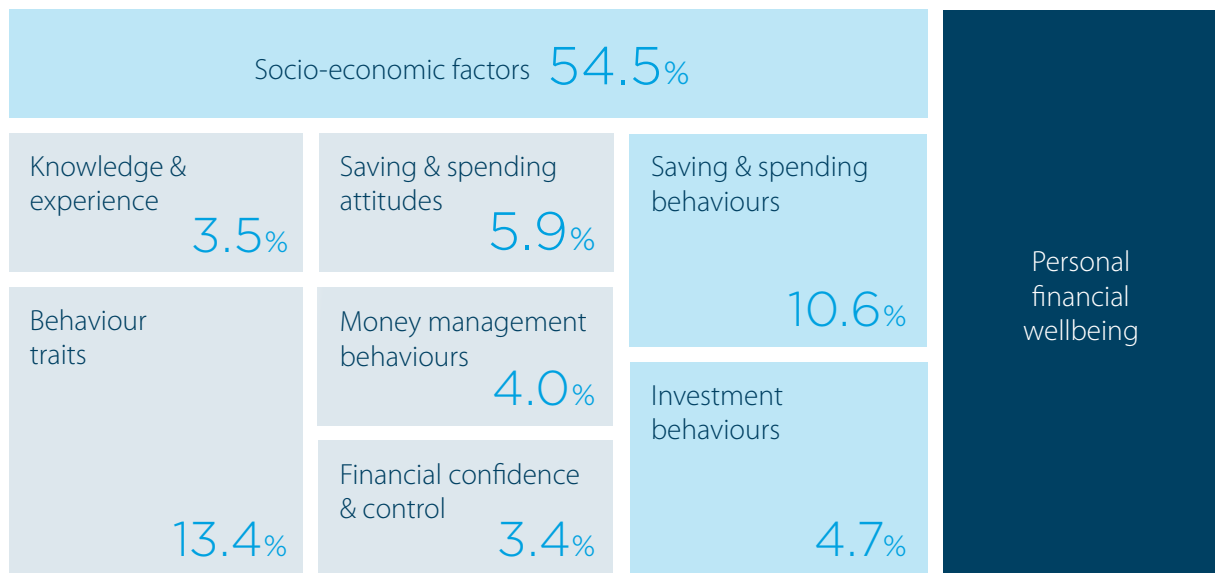 Socio-economic factors 54.5%
Knowledge &
experience
3.5%
Saving & spending
attitudes
5.9%
Saving & spending
behaviours
10.6%
Behaviour
traits
13.4%
Money management
behaviours
4.0%
Financial confidence
& control
3.4%
Investment
behaviours
4.7%
Personal
financial
wellbeing